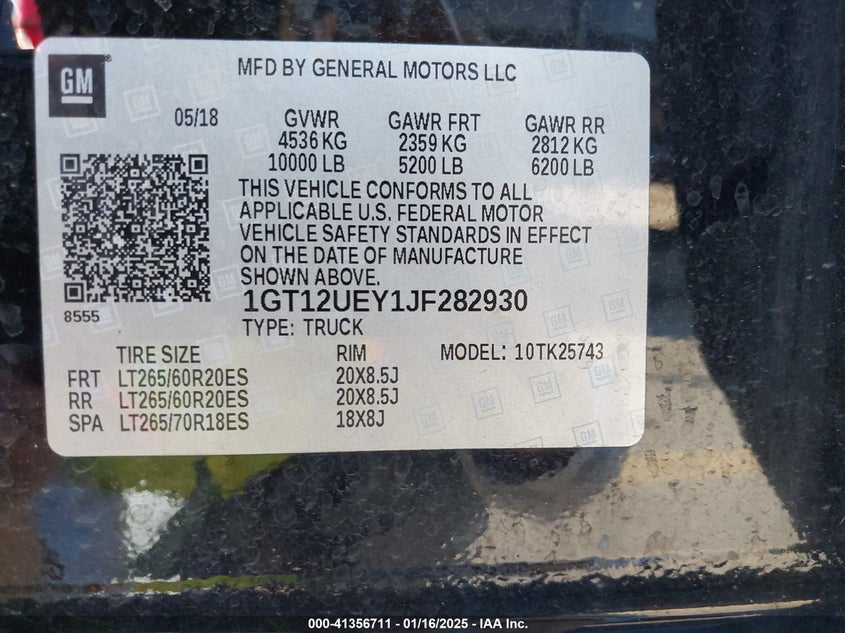 GM
MFD BY GENERAL MOTORS LLC
05/18 GVWR GAWR FRT GAWR RR
4536 KG 2359 KG 2812 KG
10000 LB 5200 LB 6200 LB
THIS VEHICLE CONFORMS TO ALL
APPLICABLE U.S. FEDERAL MOTOR
VEHICLE SAFETY STANDARDS IN EFFECT
ON THE DATE OF MANUFACTURE
SHOWN ABOVE.
8555
1GT12UEY1JF282930
TYPE: TRUCK
TIRE SIZE RIM MODEL: 10TK25743
FRT LT265/60R20ES 20X8.5J
RR LT265/60R20ES 20X8.5J
SPA LT265/70R18ES 18X8J
000-41356711 - 01/16/2025 - IAA Inc.